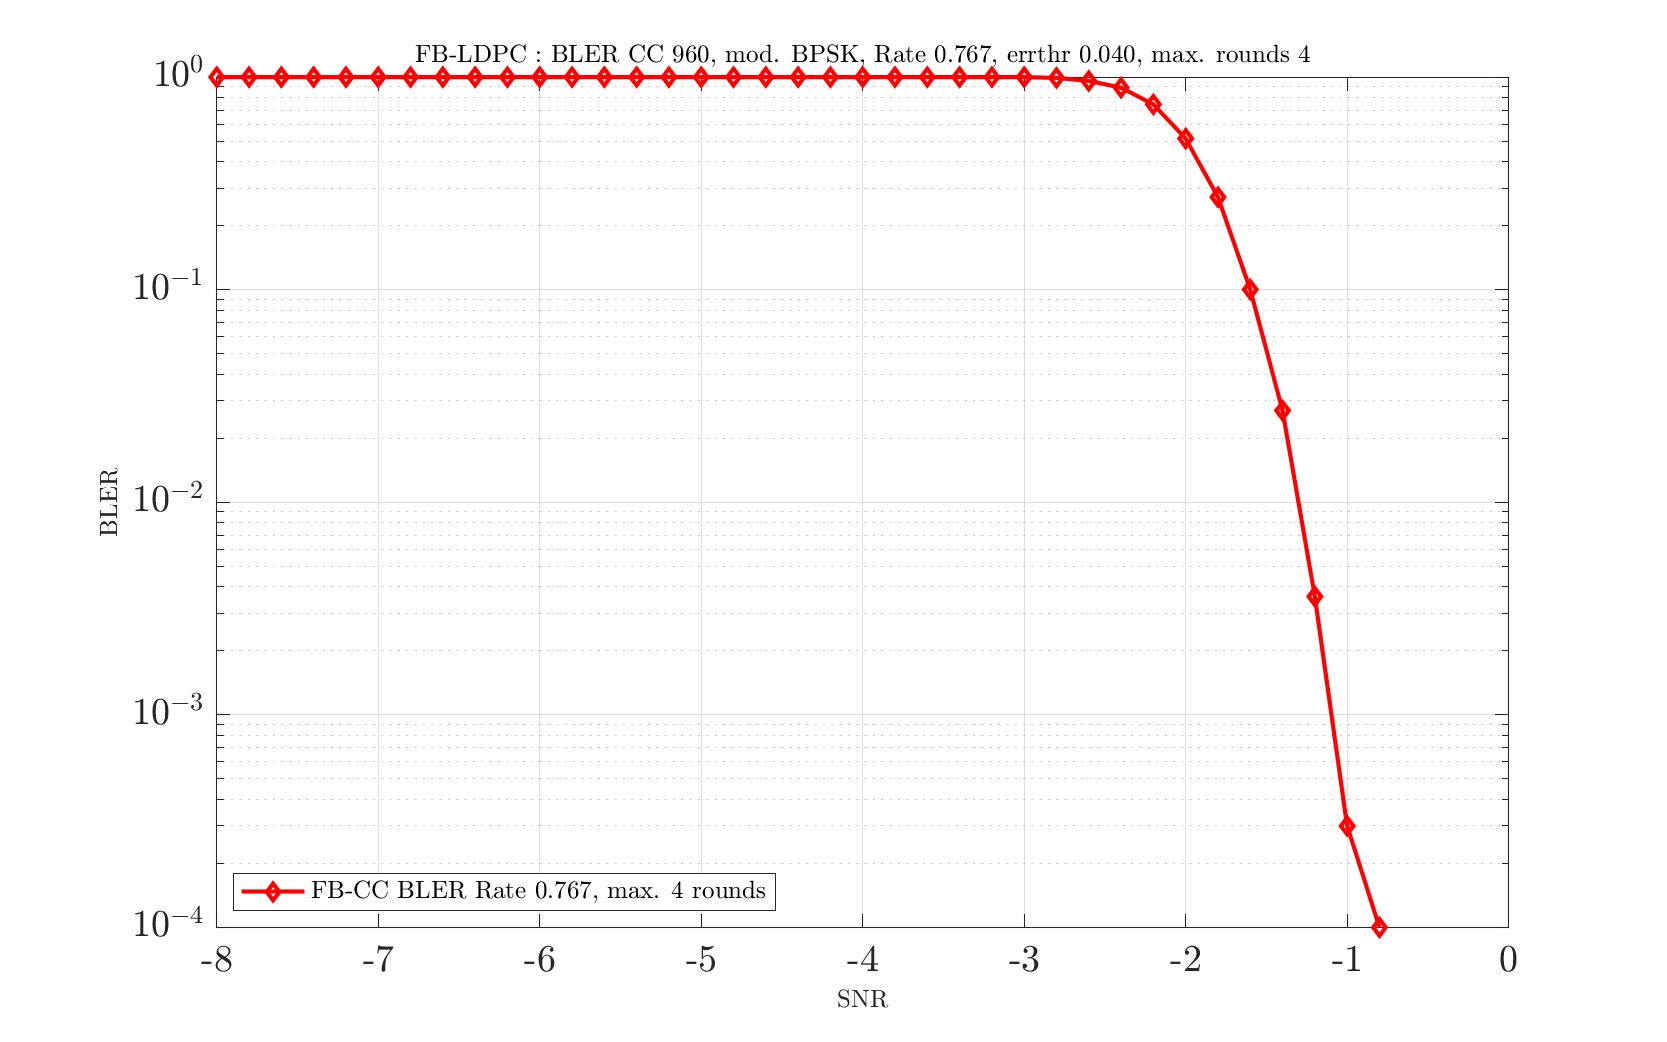 FB-LDPC : BLER CC 960, mod. BPSK, Rate 0.767, errthr 0.040, max. rounds 4
10^0
10^-1
10^-2
10^-3
10^-4
BLER
FB-CC BLER Rate 0.767, max. 4 rounds
-8 -7 -6 -5 -4 -3 -2 -1 0
SNR